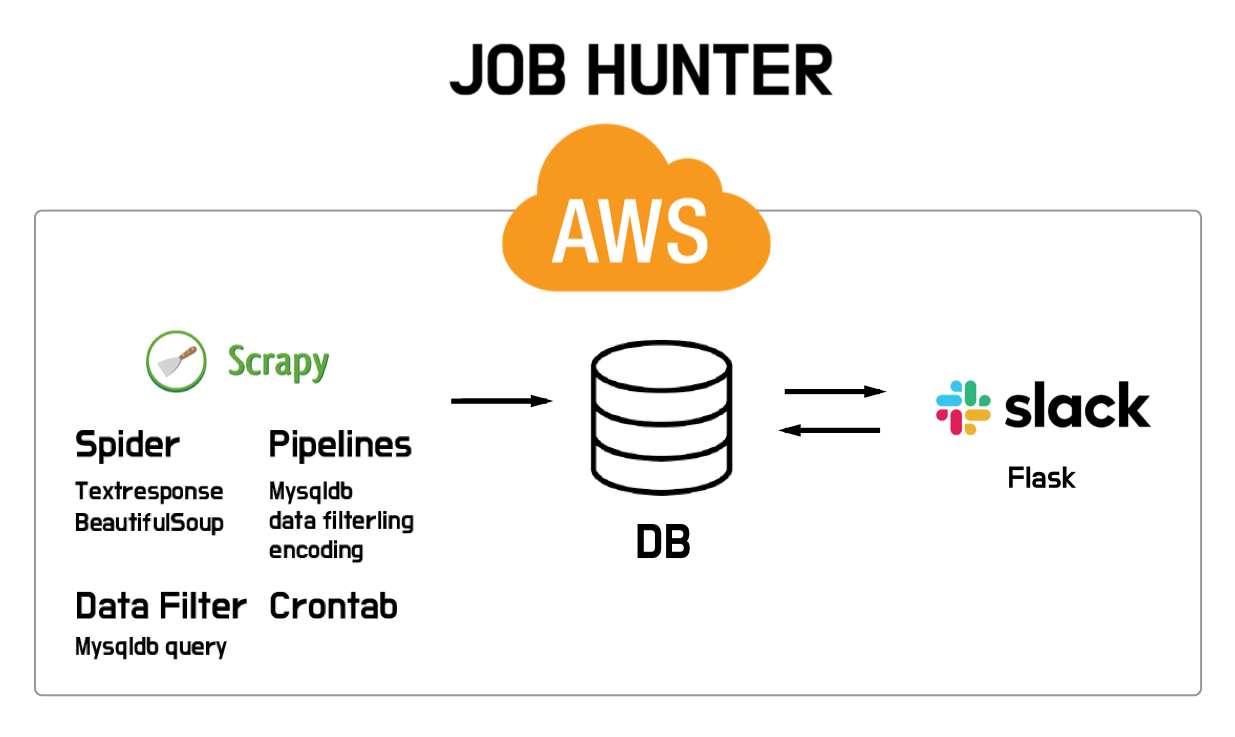 JOB HUNTER
AWS
Scrapy
Spider
Textresponse
BeautifulSoup
Pipelines
Mysqldb
data filterling
encoding
Data Filter
Mysqldb query
Crontab
DB
slack
Flask